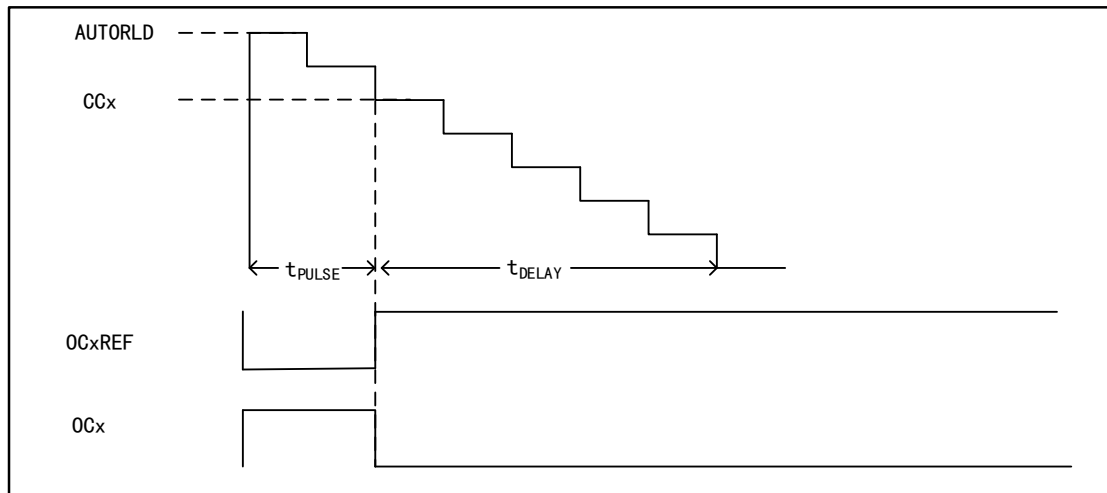 AUTORLD
CCx
tPULSE
tDELAY
OCxREF
OCx